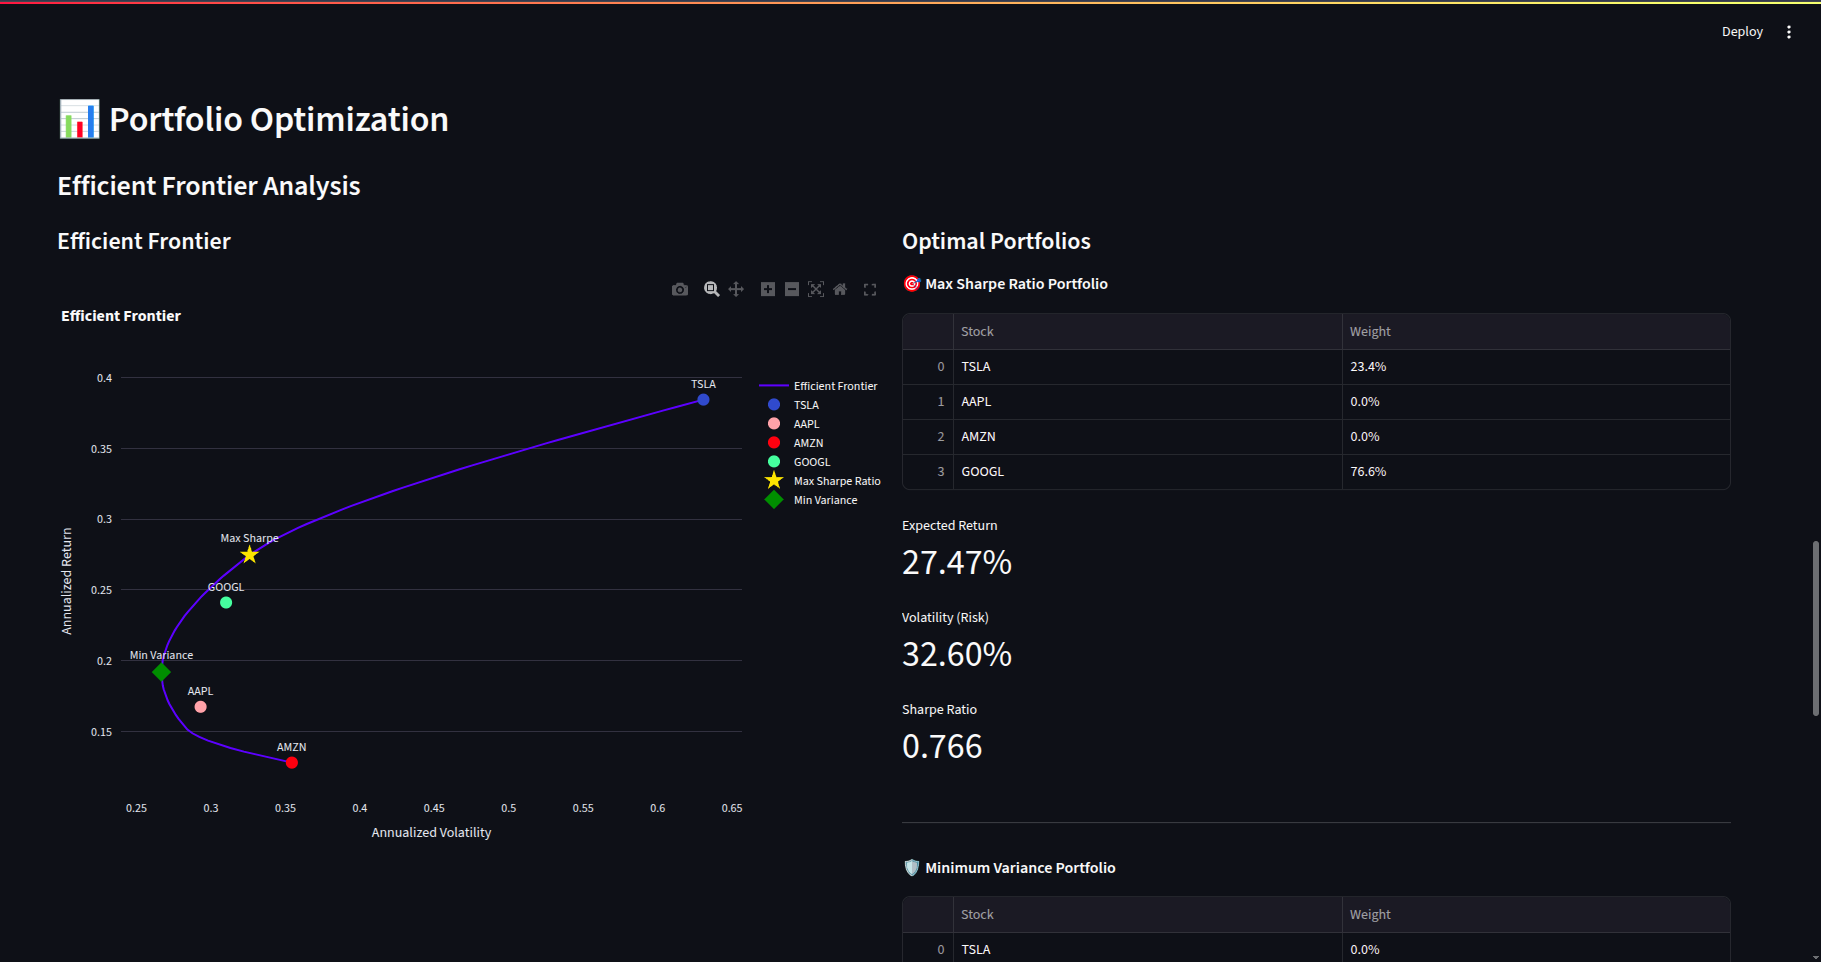 Deploy
Portfolio Optimization
Efficient Frontier Analysis
Efficient Frontier
Efficient Frontier
Annualized Return
0.4
0.35
0.3
0.25
0.2
0.15
TSLA
Max Sharpe
GOOGL
Min Variance
AAPL
AMZN
0.25 0.3 0.35 0.4 0.45 0.5 0.55 0.6 0.65
Annualized Volatility
Efficient Frontier
TSLA
AAPL
AMZN
GOOGL
Max Sharpe Ratio
Min Variance
Optimal Portfolios
Max Sharpe Ratio Portfolio
Stock Weight
0 TSLA 23.4%
1 AAPL 0.0%
2 AMZN 0.0%
3 GOOGL 76.6%
Expected Return
27.47%
Volatility (Risk)
32.60%
Sharpe Ratio
0.766
Minimum Variance Portfolio
Stock Weight
0 TSLA 0.0%